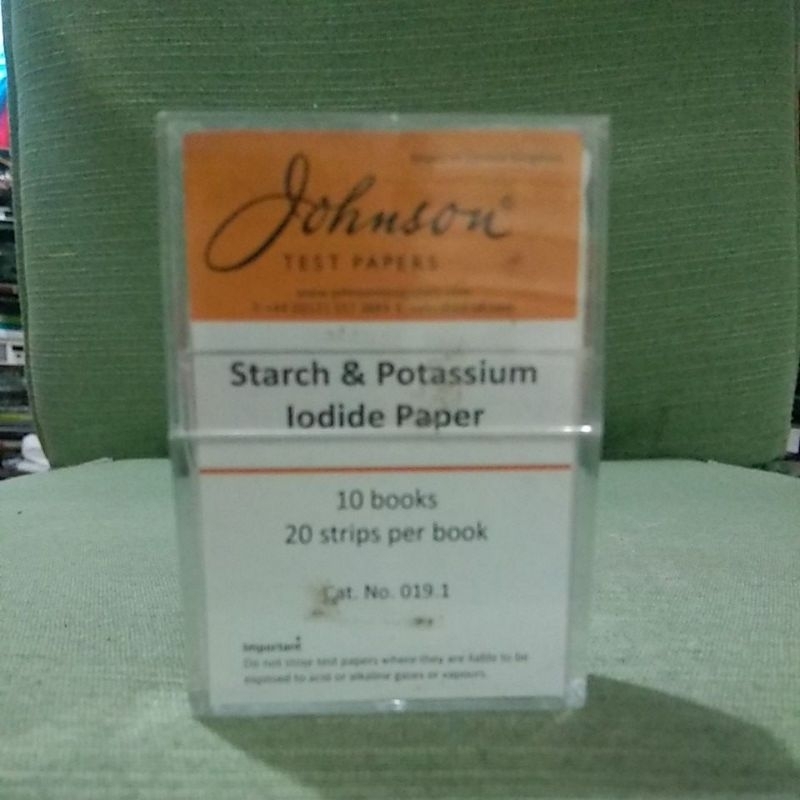 Johnson®
TEST PAPERS
Starch & Potassium
Iodide Paper
10 books
20 strips per book
Cat. No. 019.1
Important
Do not store test papers where they are liable to be
exposed to acid or alkaline gases or vapours.